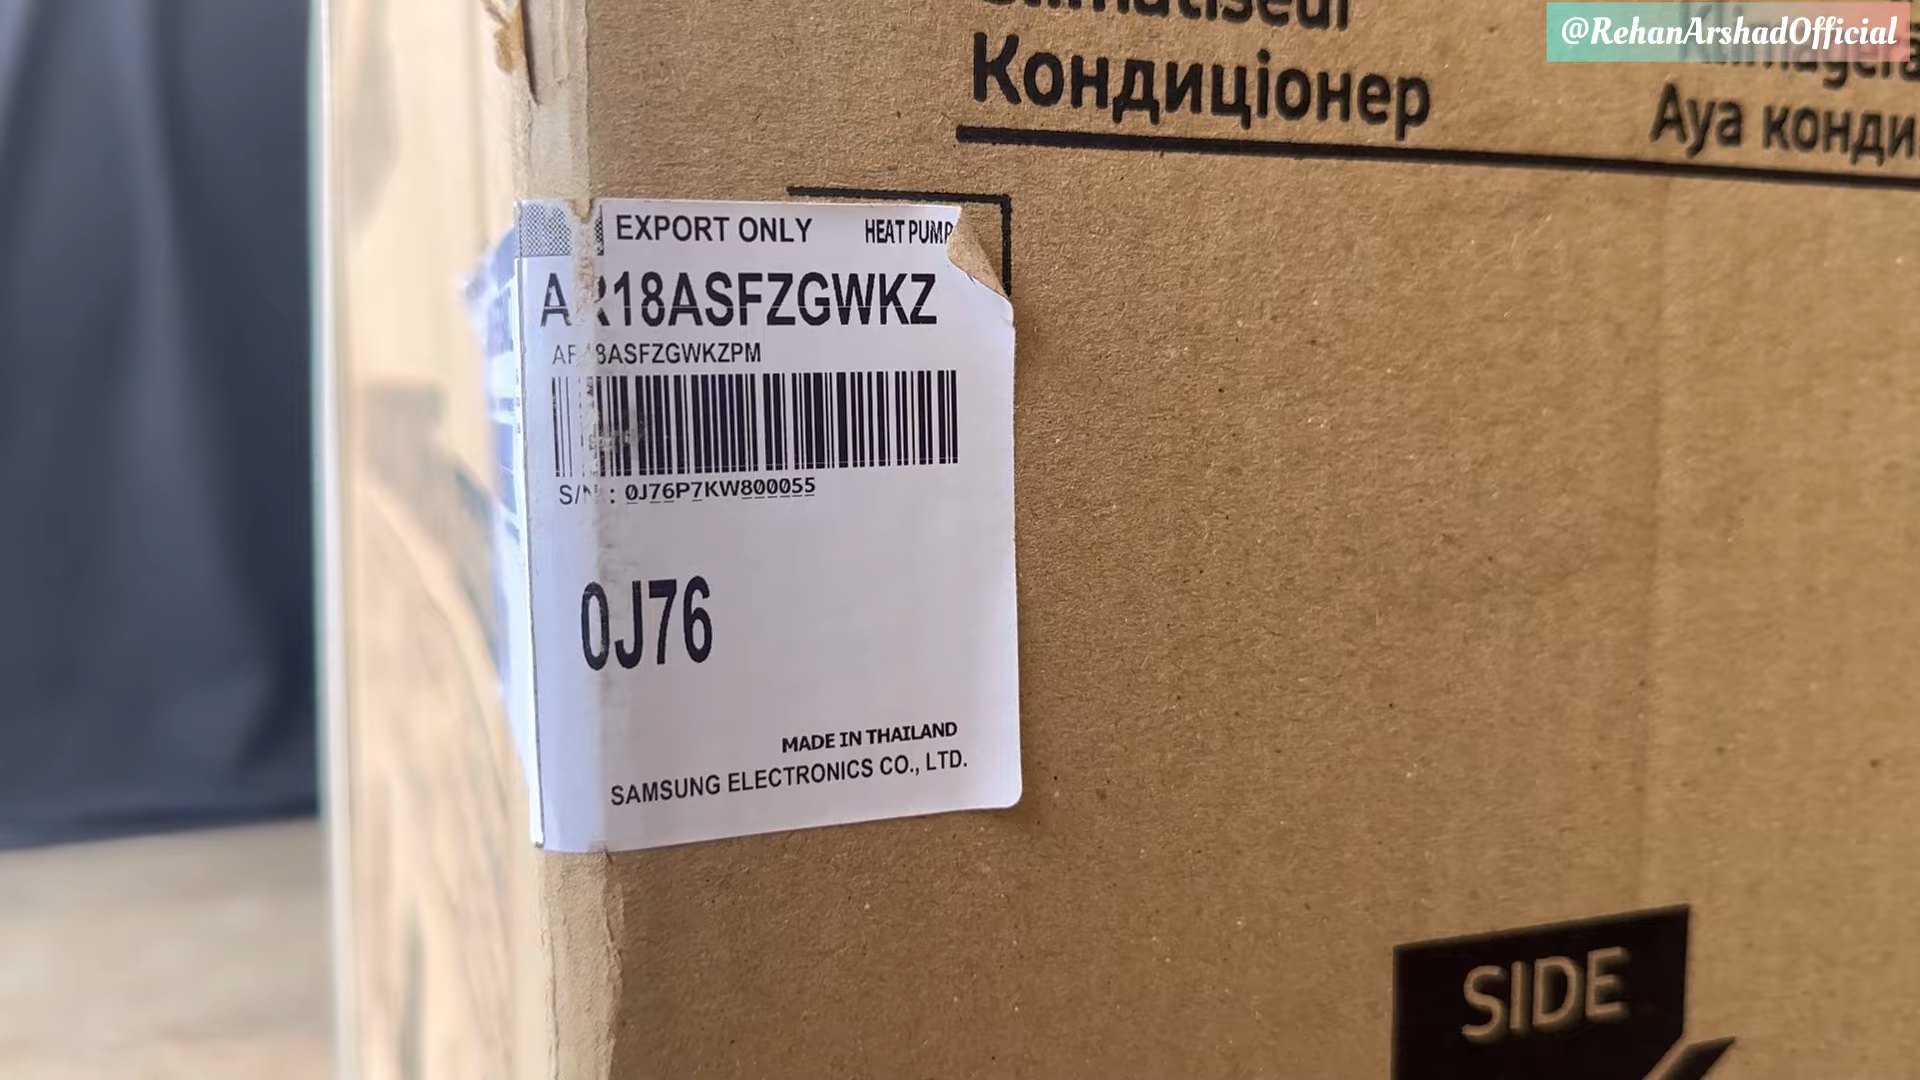 @RehanArshadOfficial
Кондиціонер
Ауа конди
EXPORT ONLY HEAT PUMP
AR18ASFZGWKZ
AR18ASFZGWKZPM
S/N : 0J76P7KW800055
0J76
MADE IN THAILAND
SAMSUNG ELECTRONICS CO., LTD.
SIDE